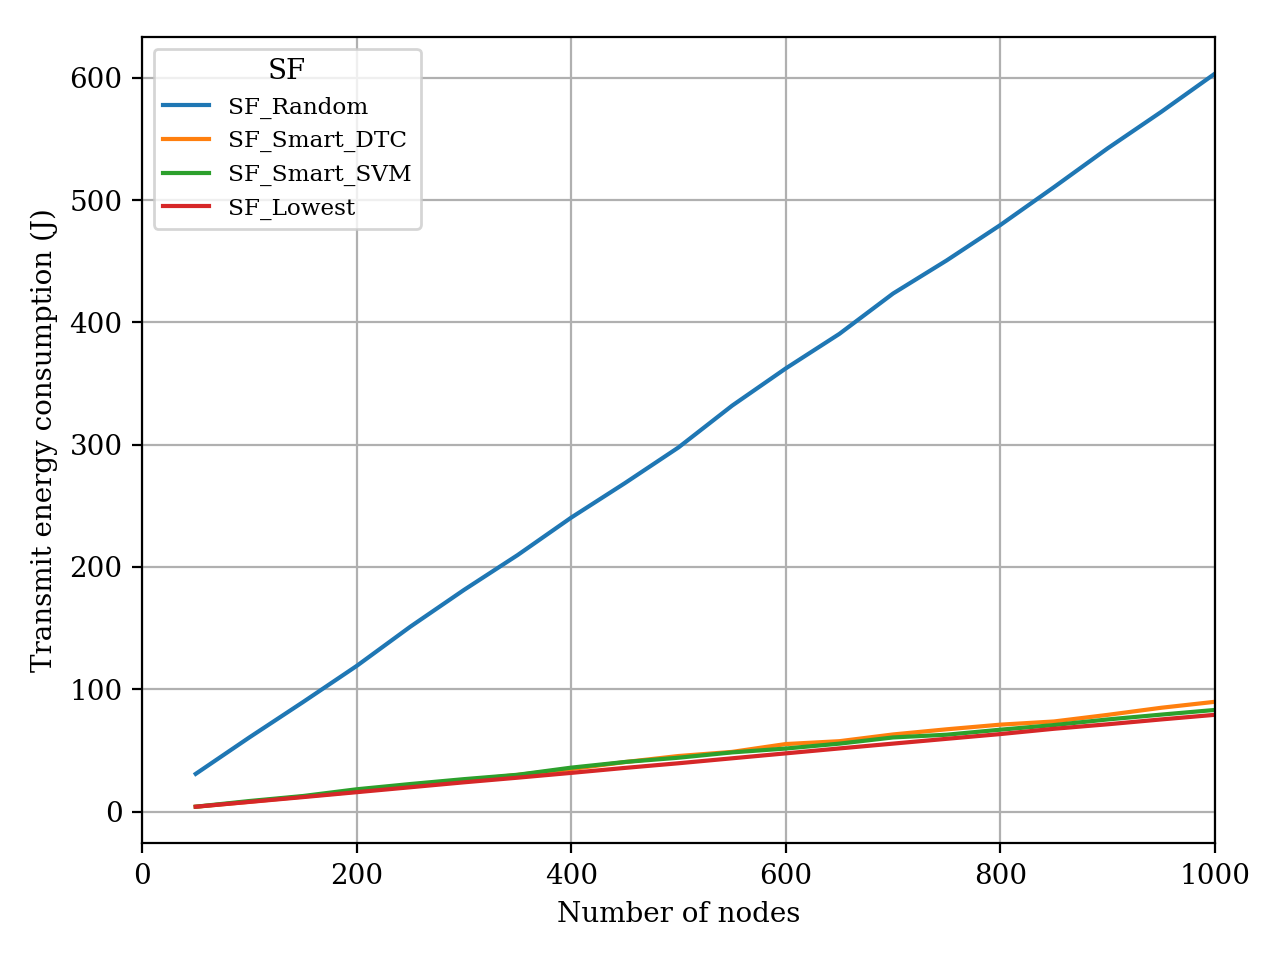 SF
SF_Random
SF_Smart_DTC
SF_Smart_SVM
SF_Lowest
Transmit energy consumption (J)
600
500
400
300
200
100
0
0 200 400 600 800 1000
Number of nodes